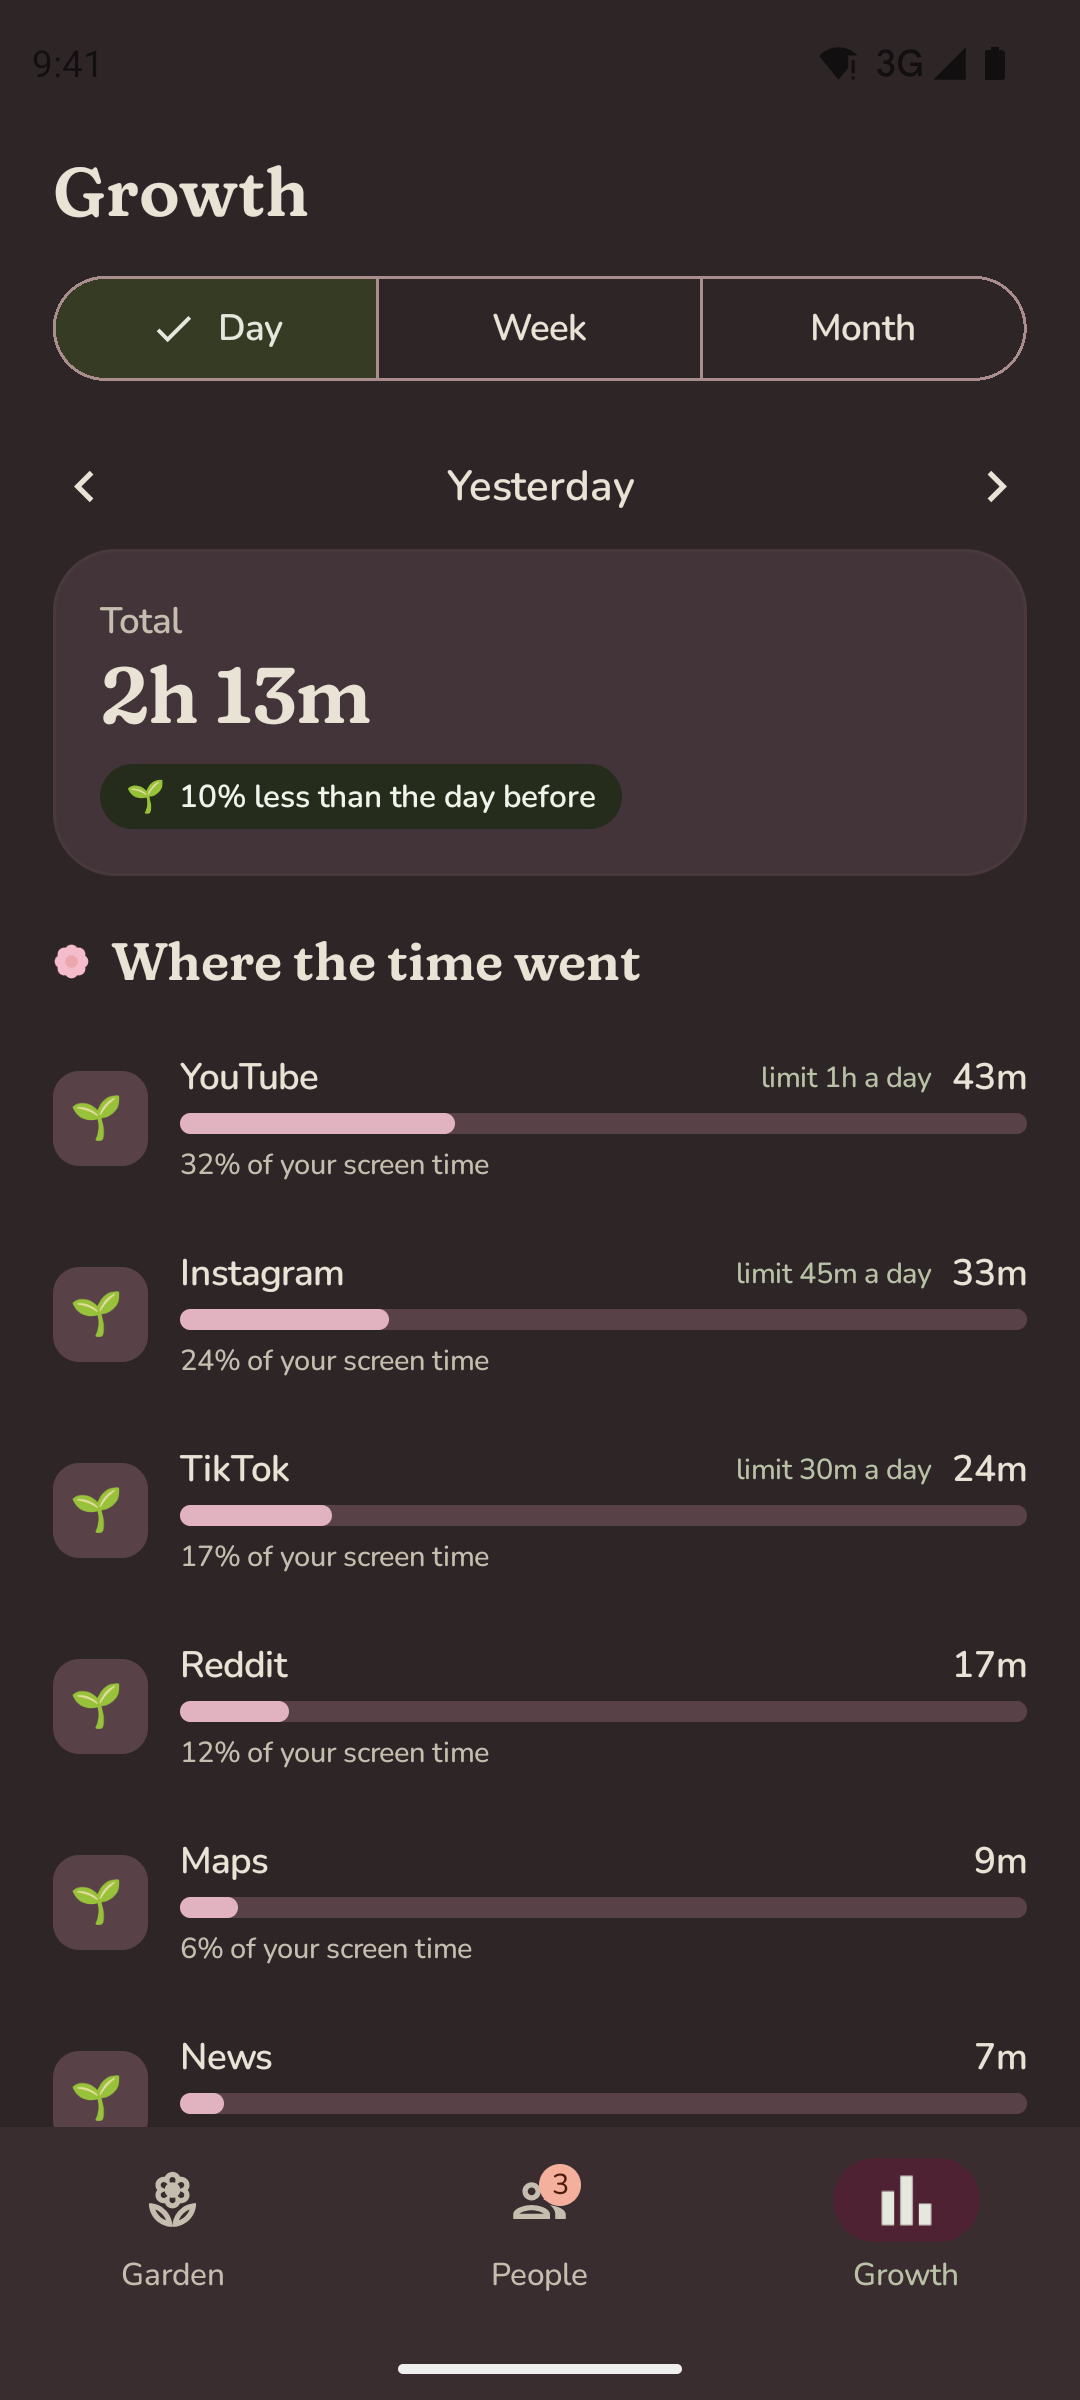 9:41
3G
Growth
Day
Week
Month
Yesterday
Total
2h 13m
10% less than the day before
Where the time went
YouTube
limit 1h a day
43m
32% of your screen time
Instagram
limit 45m a day
33m
24% of your screen time
TikTok
limit 30m a day
24m
17% of your screen time
Reddit
17m
12% of your screen time
Maps
9m
6% of your screen time
News
7m
3
Garden
People
Growth